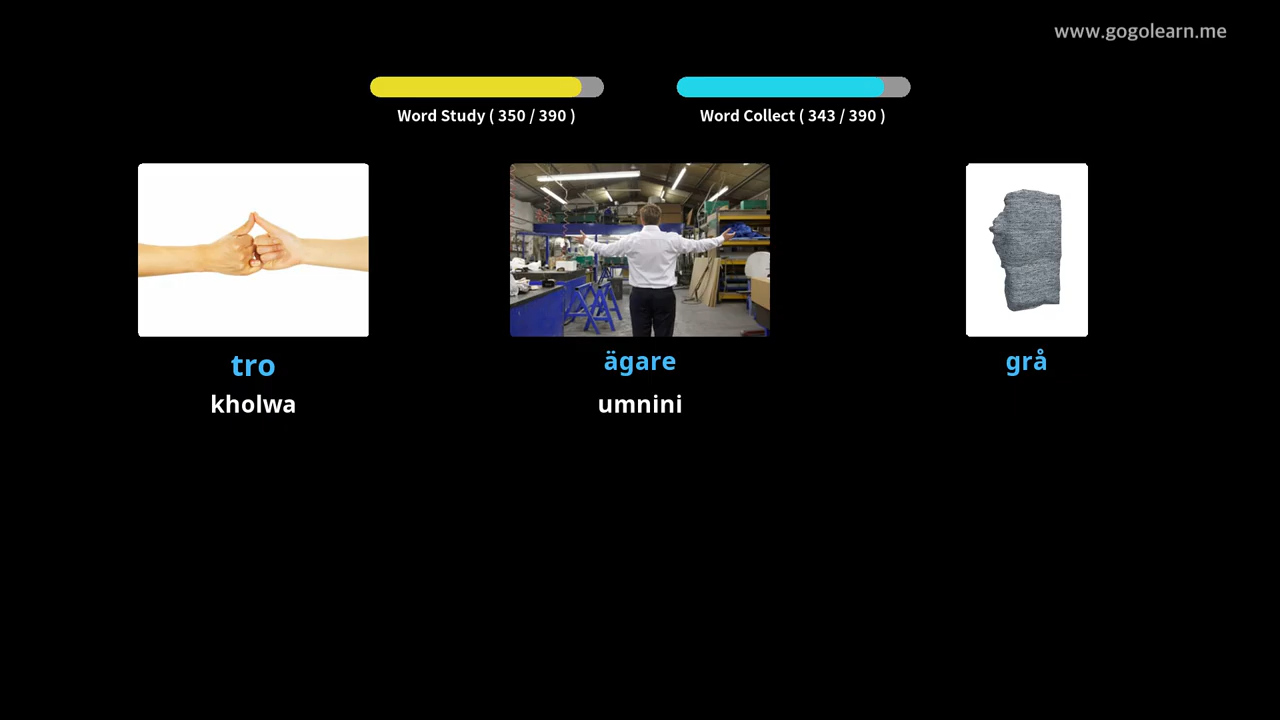 www.gogolearn.me
Word Study ( 350 / 390 )
Word Collect ( 343 / 390 )
tro
ägare
grå
kholwa
umnini